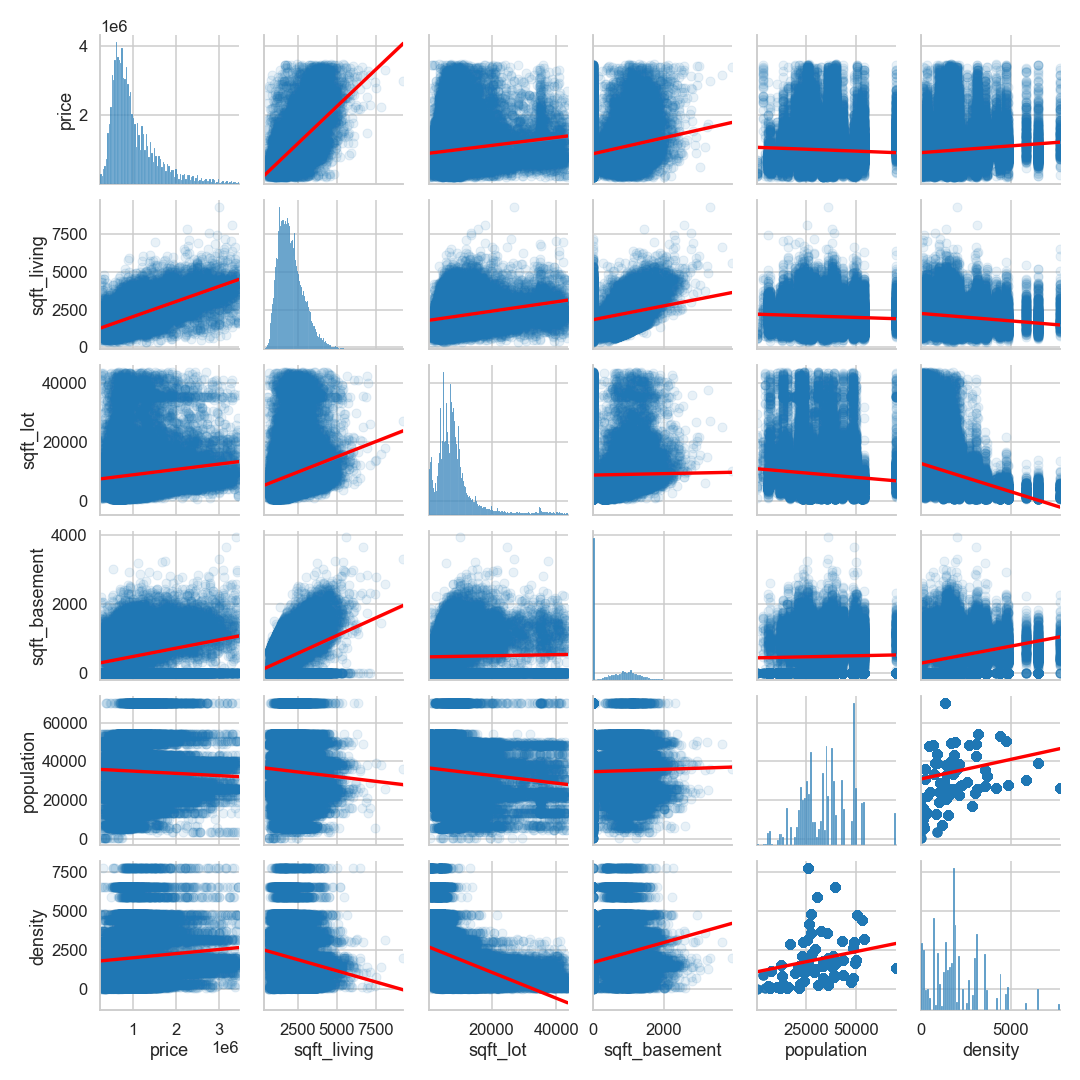 1e6
4
2
price
7500
5000
2500
0
sqft_living
40000
20000
0
sqft_lot
4000
2000
0
sqft_basement
60000
40000
20000
0
population
7500
5000
2500
0
density
1 2 3 2500 5000 7500 20000 40000 0 2000 25000 50000 0 5000
price 1e6 sqft_living sqft_lot sqft_basement population density